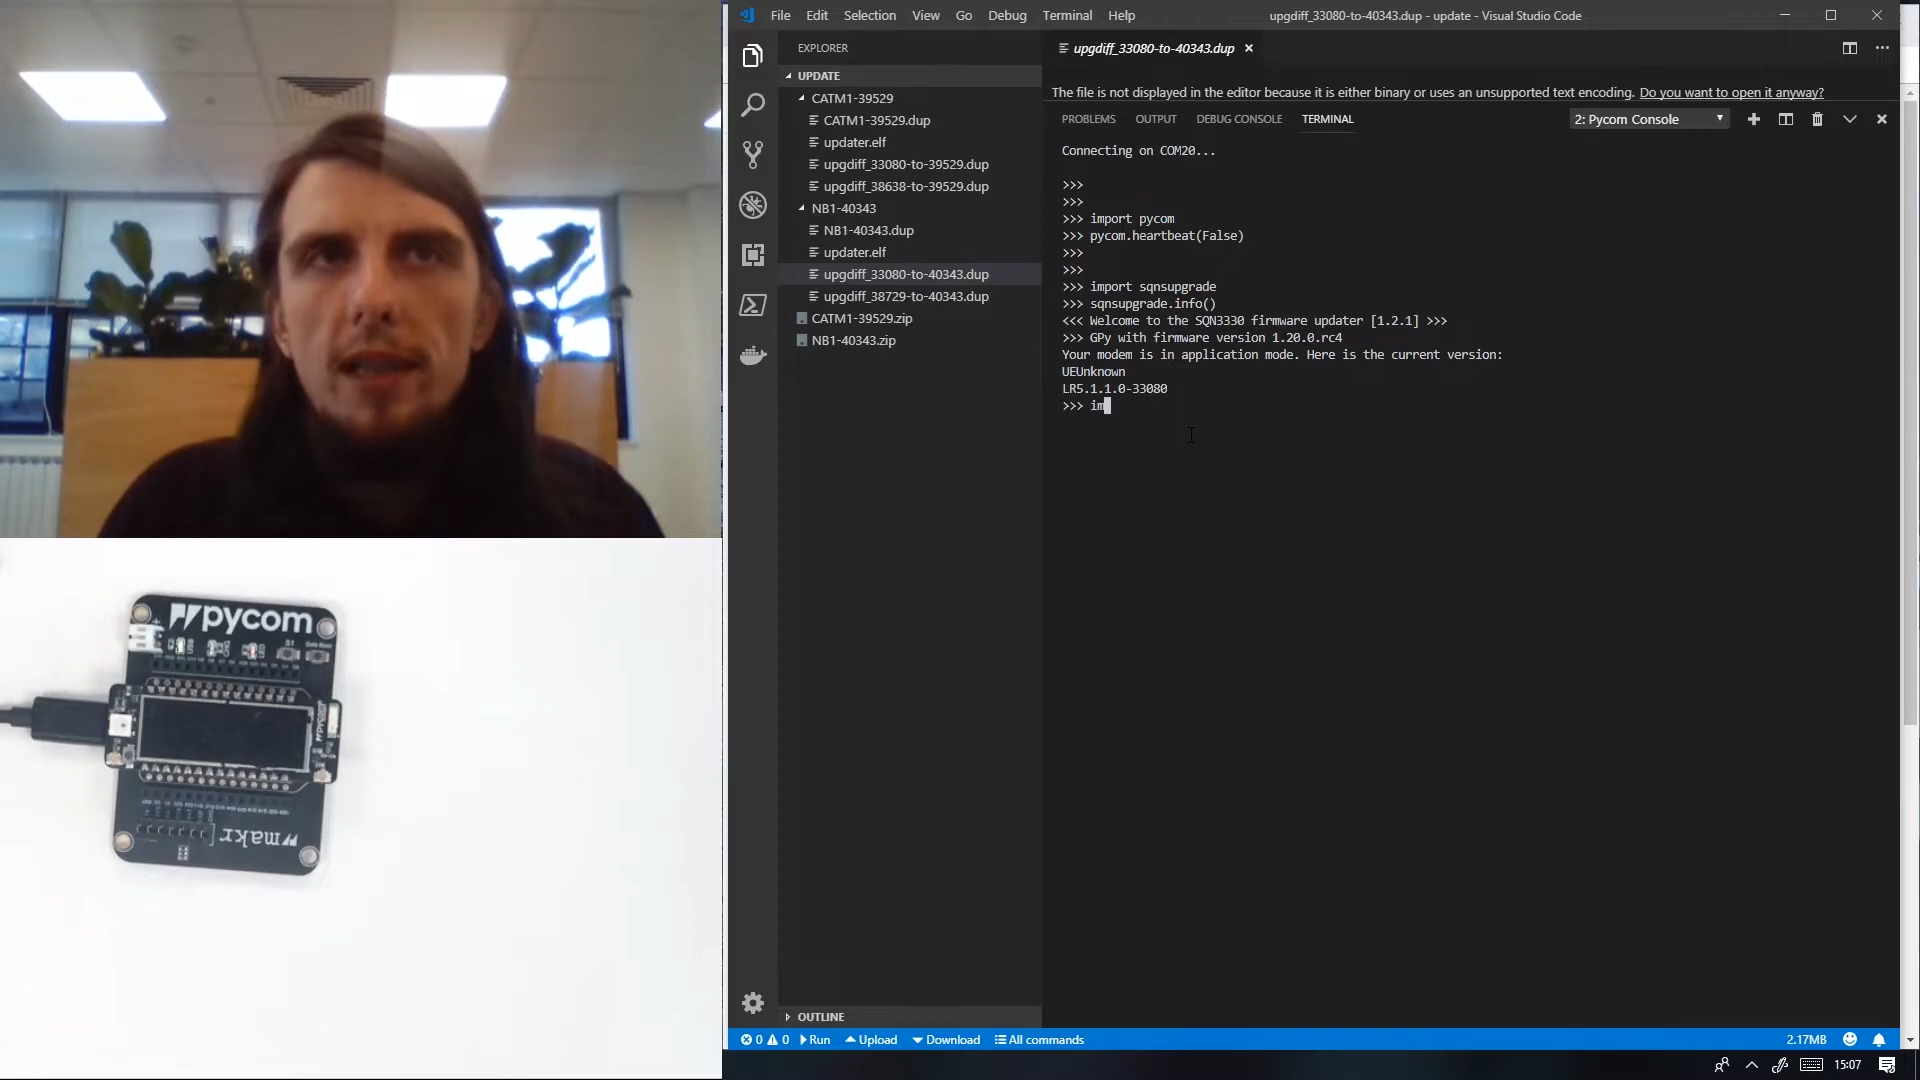 File Edit Selection View Go Debug Terminal Help
upgdiff_33080-to-40343.dup - update - Visual Studio Code
EXPLORER
UPDATE
CATM1-39529
CATM1-39529.dup
updater.elf
upgdiff_33080-to-39529.dup
upgdiff_38638-to-39529.dup
NB1-40343
NB1-40343.dup
updater.elf
upgdiff_33080-to-40343.dup
upgdiff_38729-to-40343.dup
CATM1-39529.zip
NB1-40343.zip
OUTLINE
upgdiff_33080-to-40343.dup
The file is not displayed in the editor because it is either binary or uses an unsupported text encoding. Do you want to open it anyway?
PROBLEMS OUTPUT DEBUG CONSOLE TERMINAL 2: Pycom Console
Connecting on COM20...
>>>
>>>
>>> import pycom
>>> pycom.heartbeat(False)
>>>
>>>
>>> import sqnsupgrade
>>> sqnsupgrade.info()
<<< Welcome to the SQN3330 firmware updater [1.2.1] >>>
>>> GPy with firmware version 1.20.0.rc4
Your modem is in application mode. Here is the current version:
UEUnknown
LR5.1.1.0-33080
>>> im
0 0 Run Upload Download All commands 2.17MB
15:07
pycom
USB CHG LED S1 Safe Boot
pycom
makr